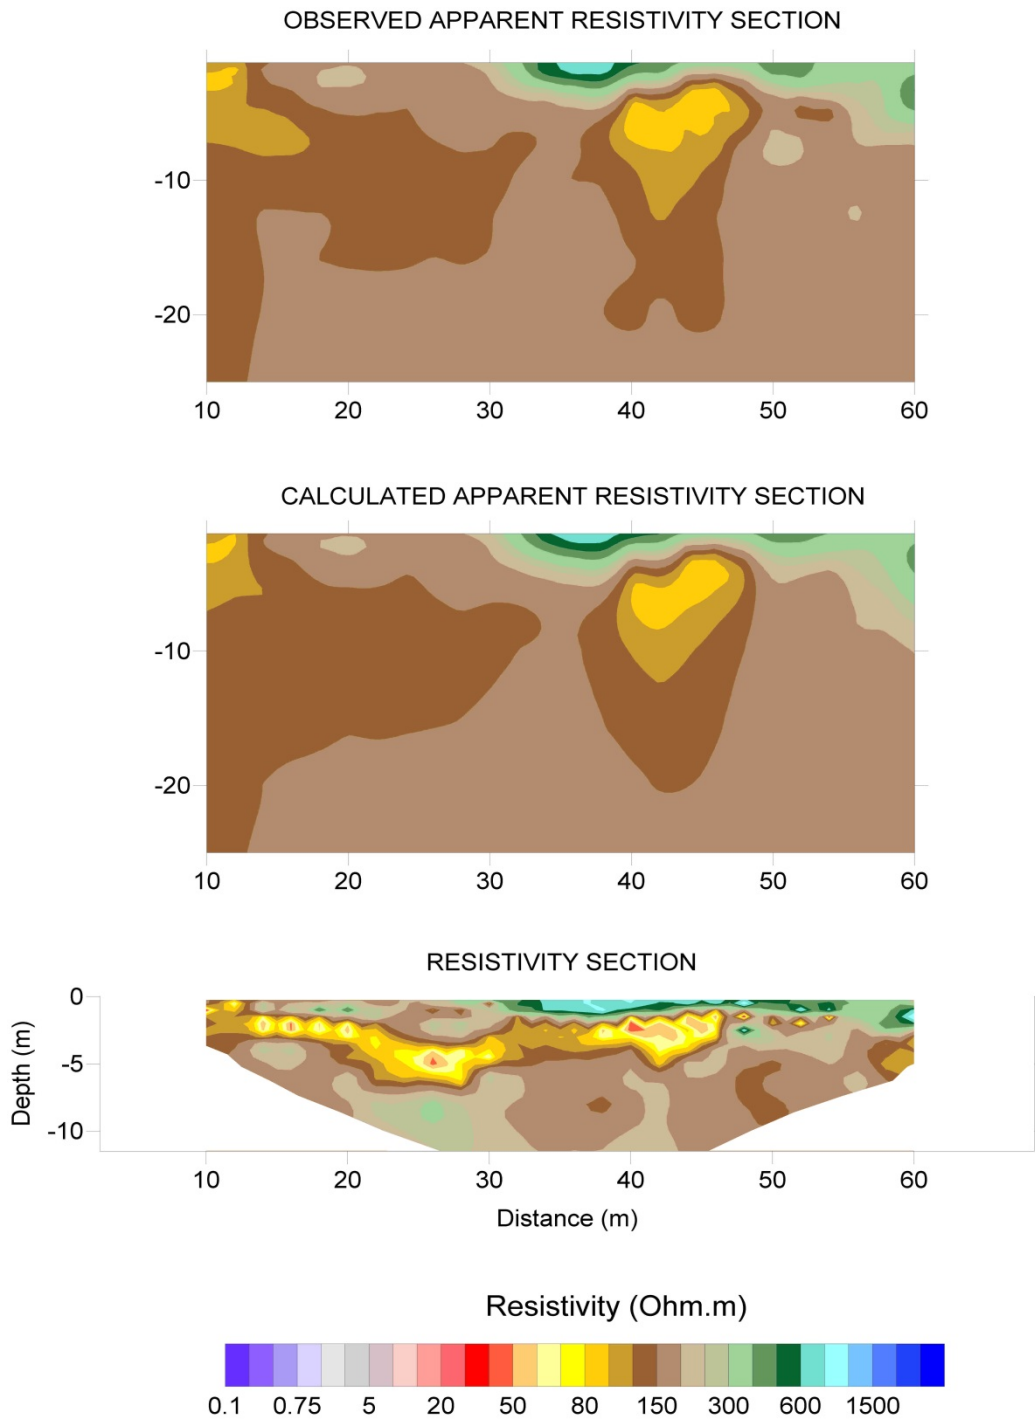 OBSERVED APPARENT RESISTIVITY SECTION
-10
-20
10 20 30 40 50 60
CALCULATED APPARENT RESISTIVITY SECTION
-10
-20
10 20 30 40 50 60
RESISTIVITY SECTION
0
-5
-10
Depth (m)
10 20 30 40 50 60
Distance (m)
Resistivity (Ohm.m)
0.1 0.75 5 20 50 80 150 300 600 1500